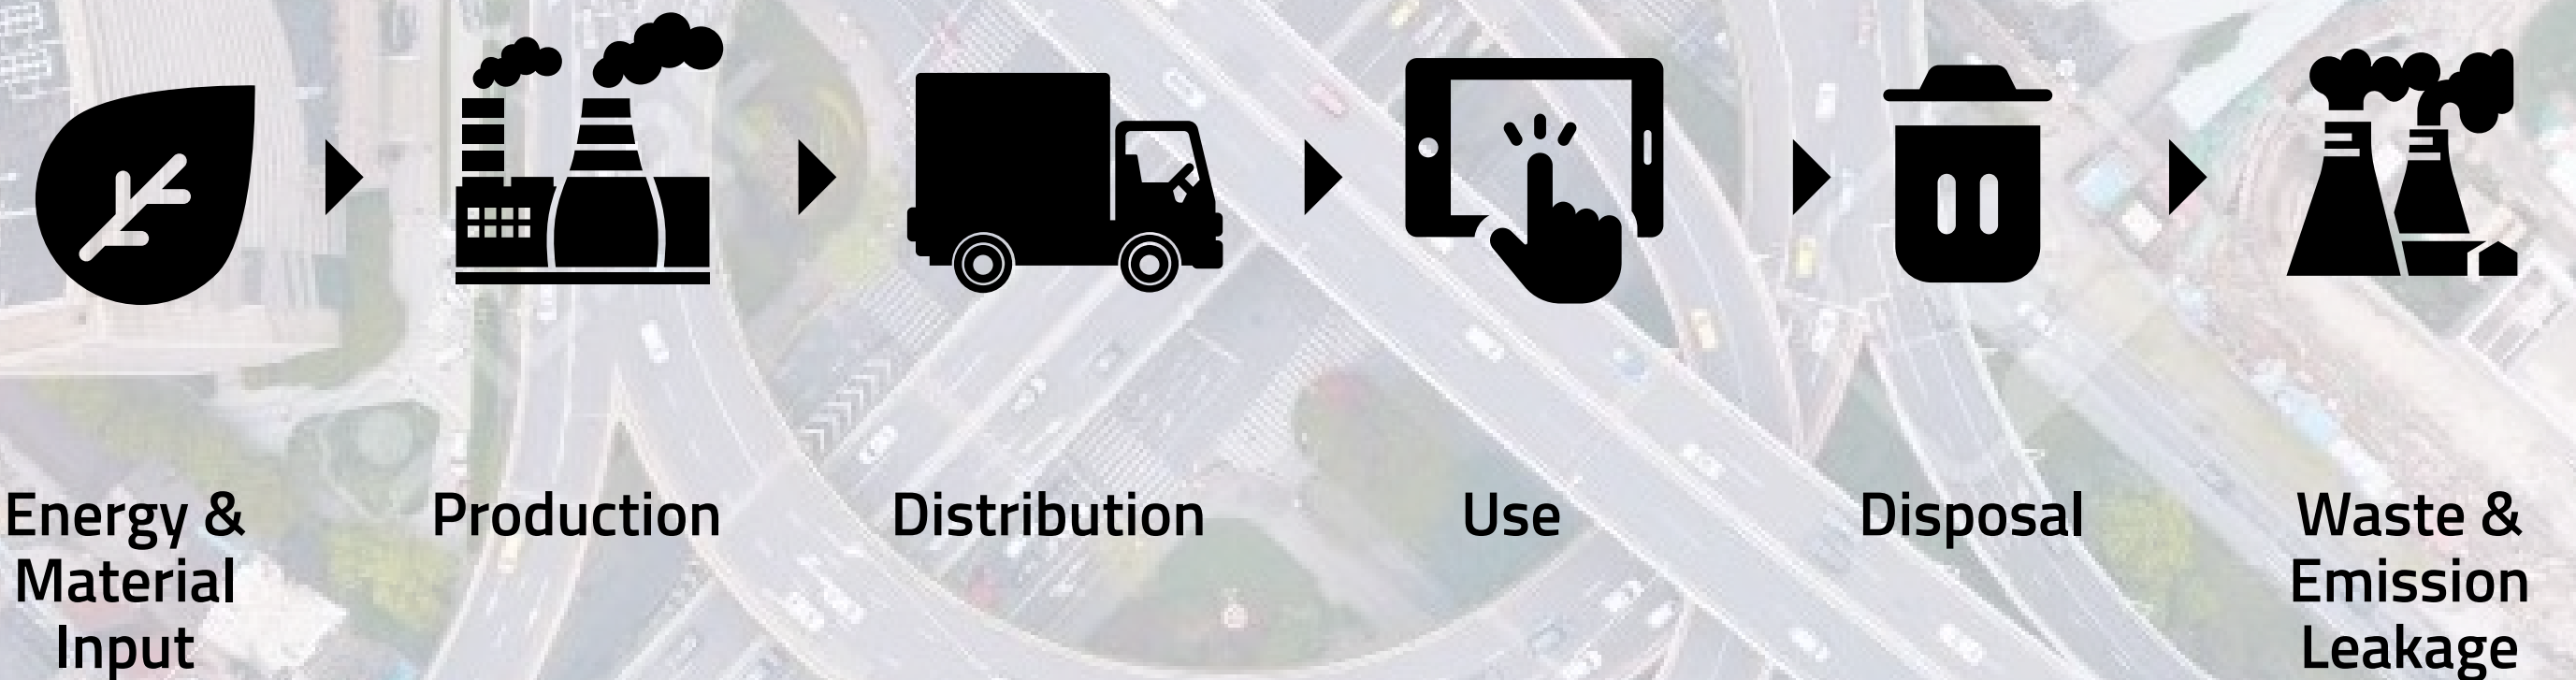 Energy &
Material
Input
Production
Distribution
Use
Disposal
Waste &
Emission
Leakage